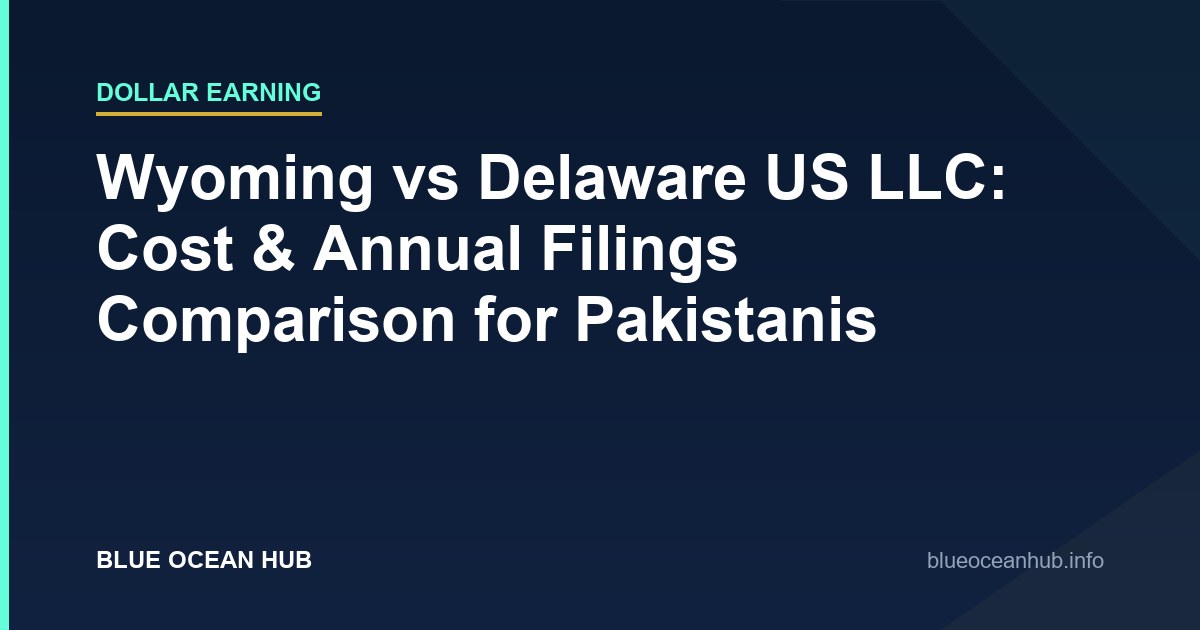 DOLLAR EARNING
Wyoming vs Delaware US LLC:
Cost & Annual Filings
Comparison for Pakistanis
BLUE OCEAN HUB
blueoceanhub.info